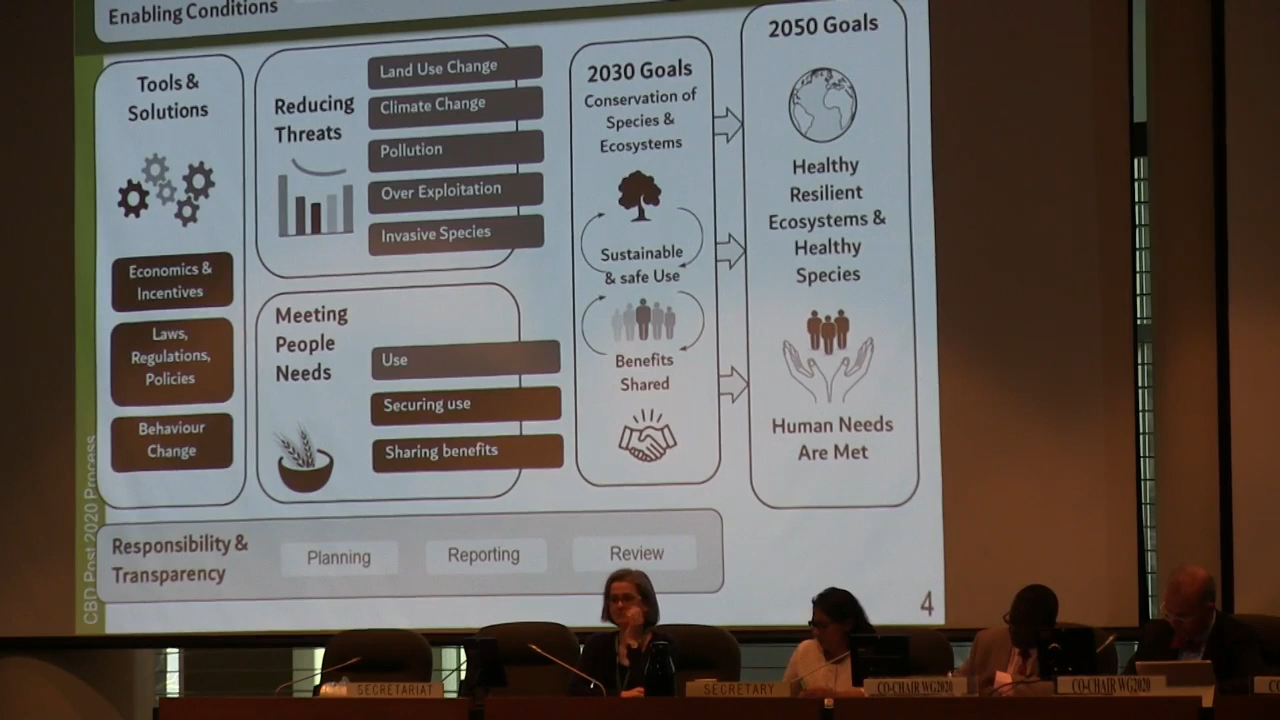 Enabling Conditions
Tools &
Solutions
Economics &
Incentives
Laws,
Regulations,
Policies
Behaviour
Change
Reducing
Threats
Land Use Change
Climate Change
Pollution
Over Exploitation
Invasive Species
Meeting
People
Needs
Use
Securing use
Sharing benefits
2030 Goals
Conservation of
Species &
Ecosystems
Sustainable
& safe Use
Benefits
Shared
2050 Goals
Healthy
Resilient
Ecosystems &
Healthy
Species
Human Needs
Are Met
Responsibility &
Transparency
Planning
Reporting
Review
CBD Post 2020 Process
4
SECRETARIAT
SECRETARY
CO-CHAIR WG2020
CO-CHAIR WG2020